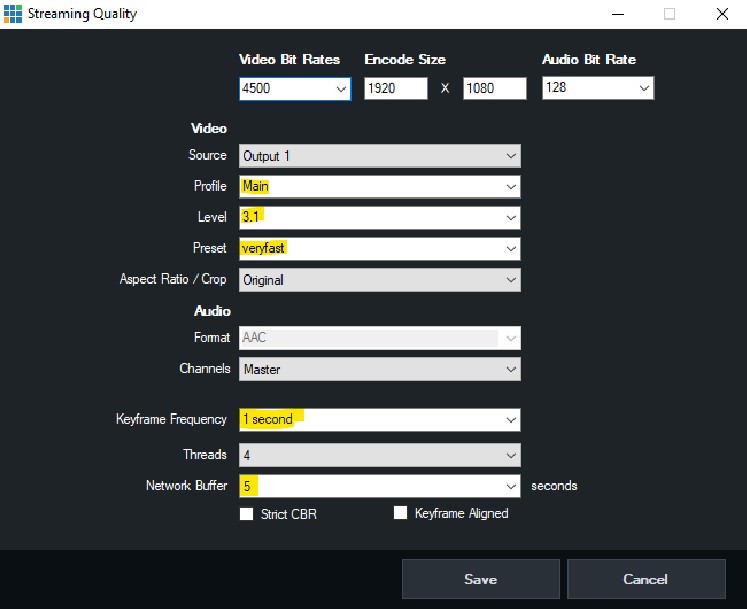 Streaming Quality
Video Bit Rates Encode Size Audio Bit Rate
4500 1920 X 1080 128
Video
Source Output 1
Profile Main
Level 3.1
Preset veryfast
Aspect Ratio / Crop Original
Audio
Format AAC
Channels Master
Keyframe Frequency 1 second
Threads 4
Network Buffer 5 seconds
Strict CBR Keyframe Aligned
Save Cancel